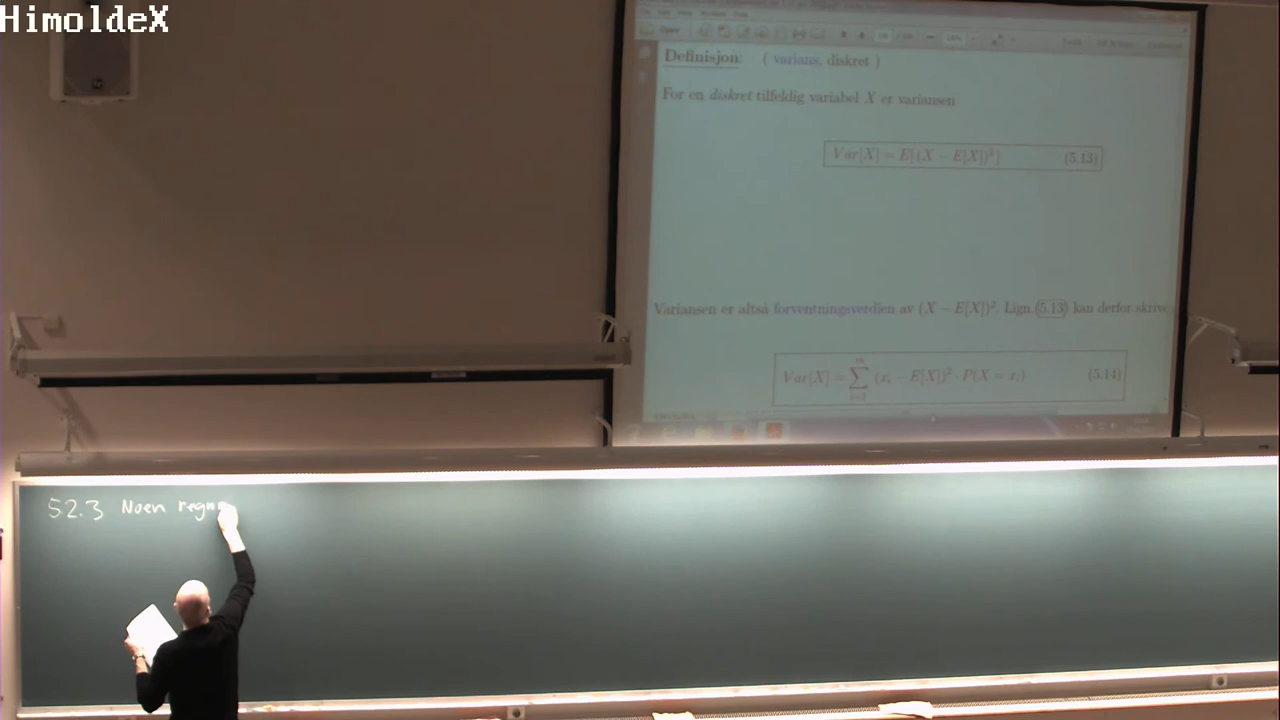 HimoldeX
Definisjon: ( varians, diskret )
For en diskret tilfeldig variabel X er variansen
Var[X] = E[ (X − E[X])² ] (5.13)
Variansen er altså forventningsverdien av (X − E[X])². Lign.(5.13) kan derfor skrive
Var[X] = ∑ (xᵢ − E[X])² · P(X = xᵢ) (5.14)
5.2.3 Noen regn